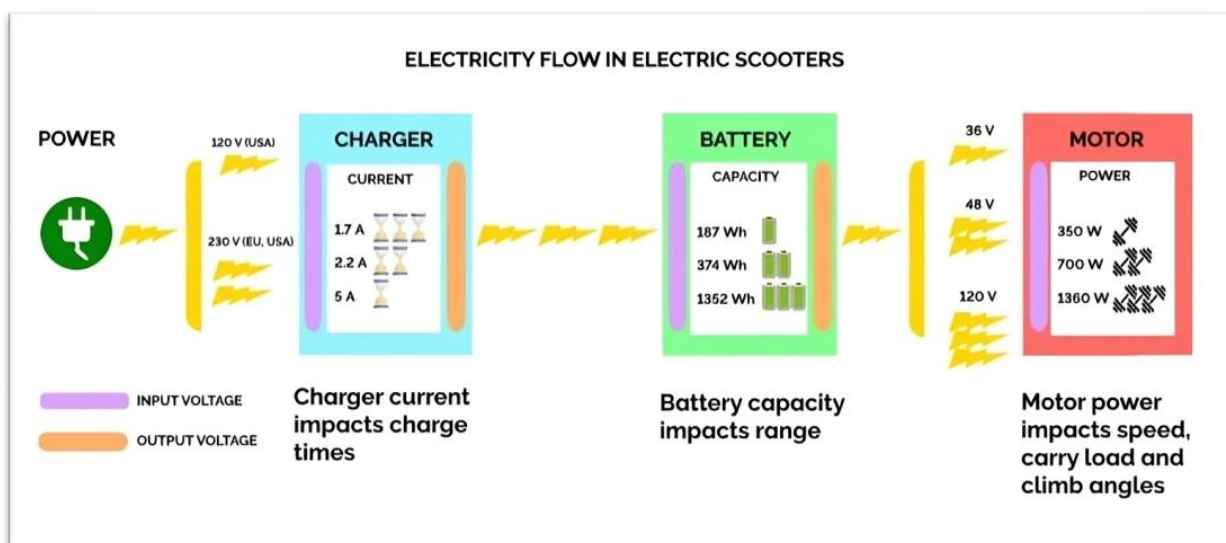 ELECTRICITY FLOW IN ELECTRIC SCOOTERS
POWER
120 V (USA)
230 V (EU, USA)
CHARGER
CURRENT
1.7 A
2.2 A
5 A
BATTERY
CAPACITY
187 Wh
374 Wh
1352 Wh
36 V
48 V
120 V
MOTOR
POWER
350 W
700 W
1360 W
INPUT VOLTAGE
OUTPUT VOLTAGE
Charger current
impacts charge
times
Battery capacity
impacts range
Motor power
impacts speed,
carry load and
climb angles